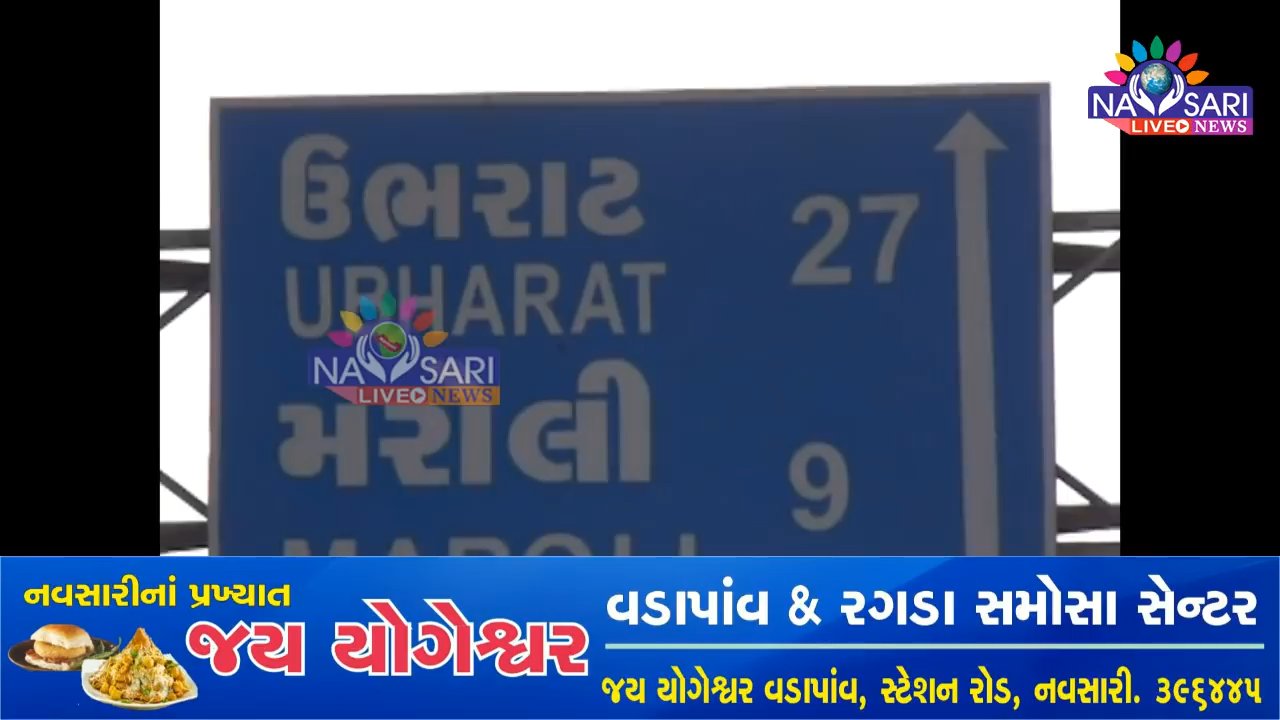 NAVSARI
LIVE NEWS
ઉભરાટ 27
UBHARAT
NAVSARI
LIVE NEWS
મરોલી 9
MAROLI
નવસારીનાં પ્રખ્યાત
જય યોગેશ્વર
વડાપાંવ & રગડા સમોસા સેન્ટર
જય યોગેશ્વર વડાપાંવ, સ્ટેશન રોડ, નવસારી. ૩૯૬૪૪૫